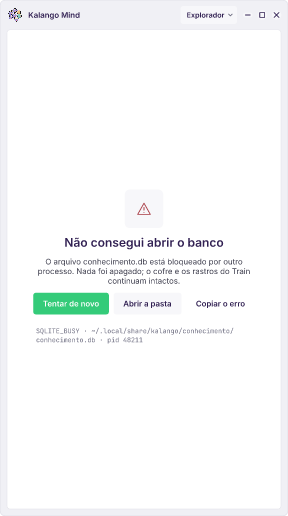 Kalango Mind
Explorador
Não consegui abrir o banco
O arquivo conhecimento.db está bloqueado por outro
processo. Nada foi apagado; o cofre e os rastros do Train
continuam intactos.
Tentar de novo
Abrir a pasta
Copiar o erro
SQLITE_BUSY · ~/.local/share/kalango/conhecimento/
conhecimento.db · pid 48211